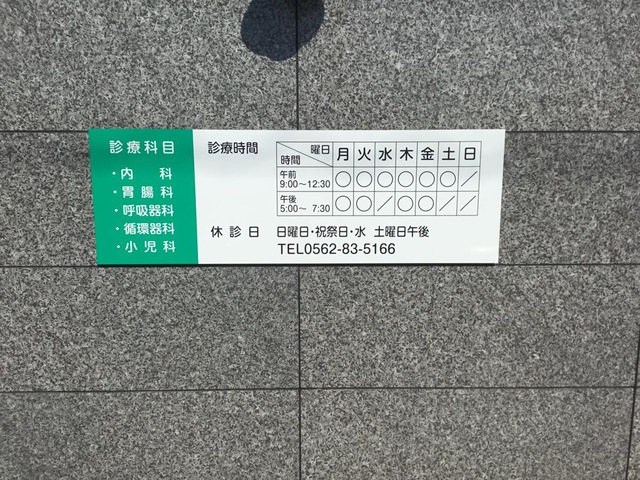 診療科目
・内　科
・胃腸科
・呼吸器科
・循環器科
・小児科
診療時間
曜日 時間 月 火 水 木 金 土 日
午前 9:00～12:30 ○ ○ ○ ○ ○ ○ ／
午後 5:00～ 7:30 ○ ○ ／ ○ ○ ／ ／
休診日 日曜日・祝祭日・水 土曜日午後
TEL0562-83-5166